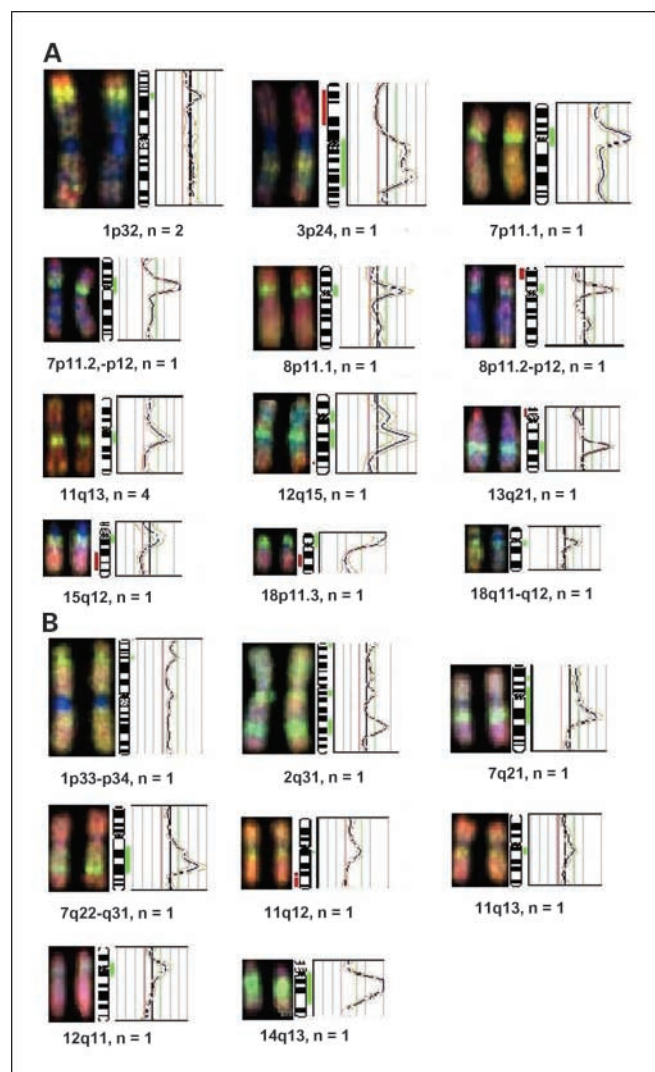 A
1p32, n = 2
3p24, n = 1
7p11.1, n = 1
7p11.2,-p12, n = 1
8p11.1, n = 1
8p11.2-p12, n = 1
11q13, n = 4
12q15, n = 1
13q21, n = 1
15q12, n = 1
18p11.3, n = 1
18q11-q12, n = 1
B
1p33-p34, n = 1
2q31, n = 1
7q21, n = 1
7q22-q31, n = 1
11q12, n = 1
11q13, n = 1
12q11, n = 1
14q13, n = 1